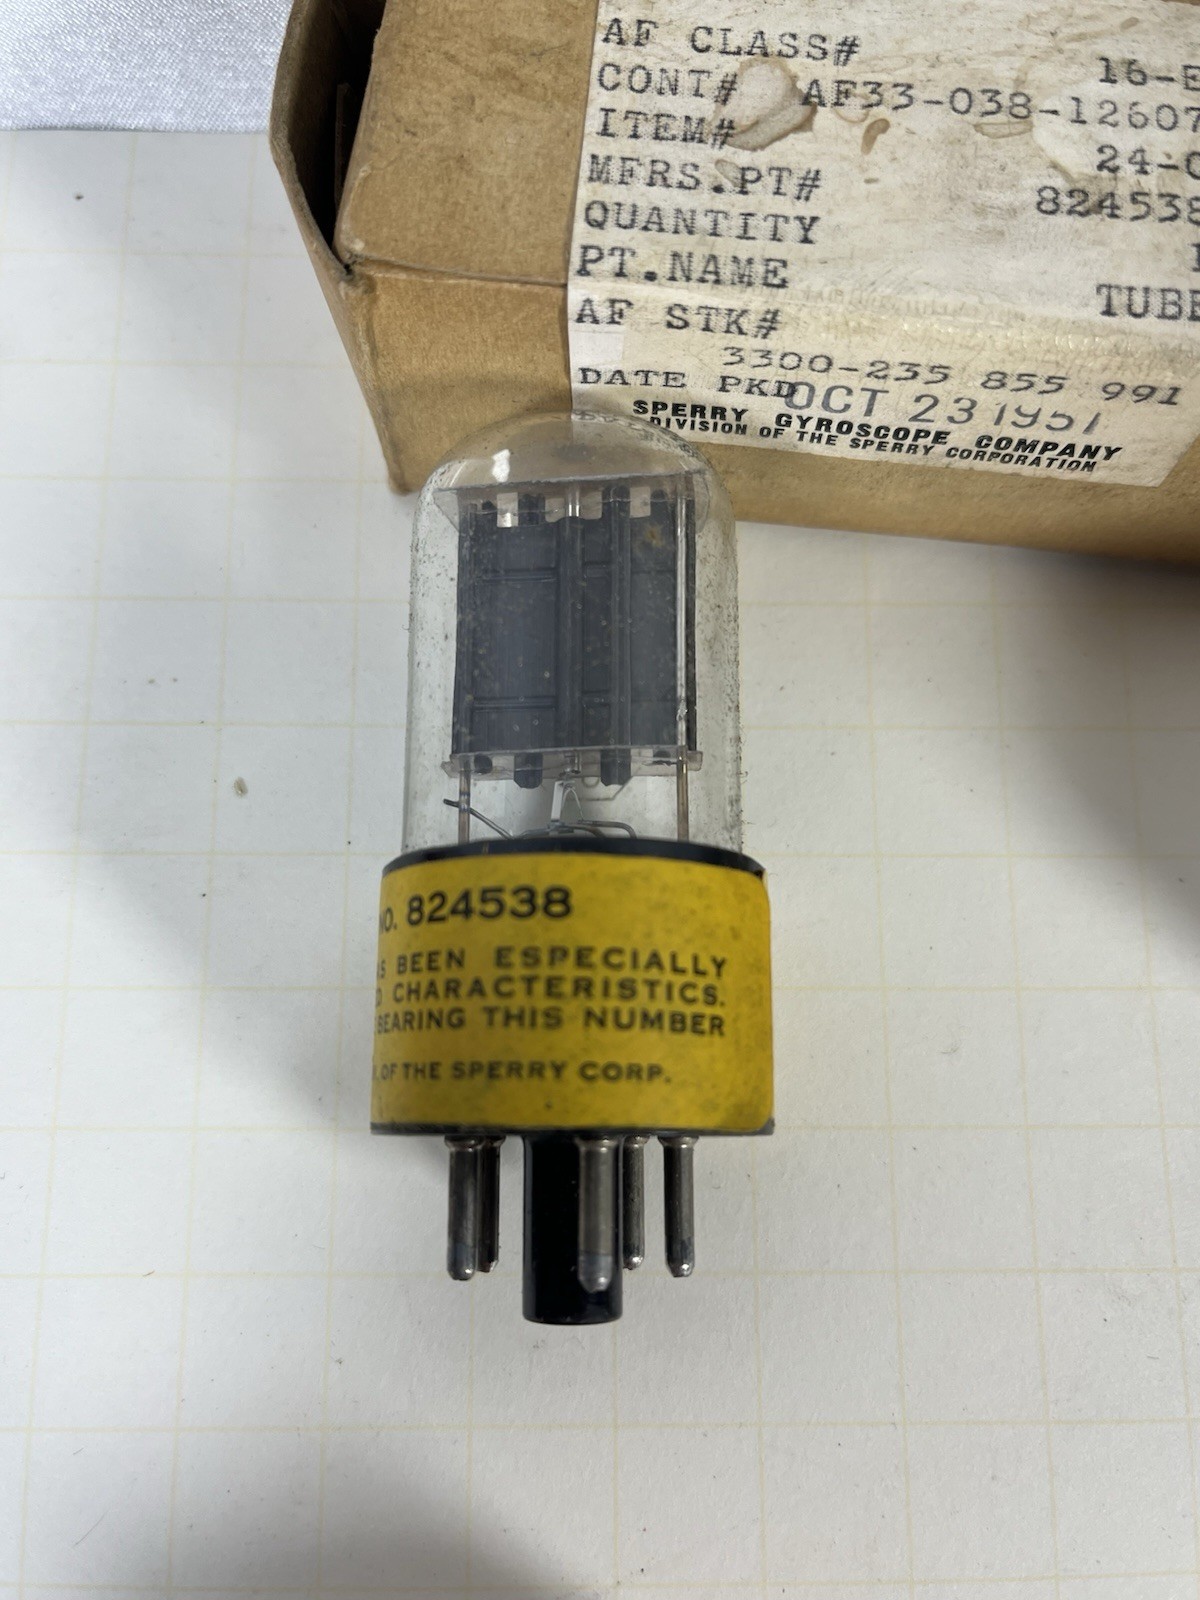 AF CLASS# 16-E
CONT# AF33-038-12607
ITEM# 24-
MFRS.PT# 824538
QUANTITY 1
PT.NAME TUBE
AF STK#
3300-235 855 991
DATE PKD OCT 23 1951
SPERRY GYROSCOPE COMPANY
DIVISION OF THE SPERRY CORPORATION
NO. 824538
AS BEEN ESPECIALLY
D CHARACTERISTICS.
BEARING THIS NUMBER
. OF THE SPERRY CORP.